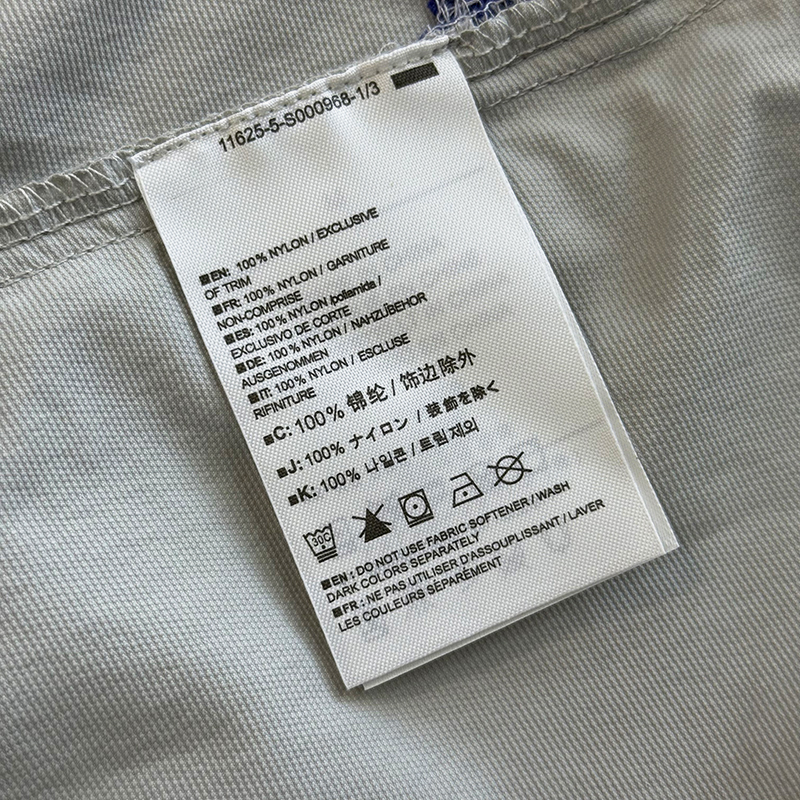 11625-5-S000968-1/3
■EN: 100% NYLON / EXCLUSIVE
OF TRIM
■FR: 100% NYLON / GARNITURE
NON-COMPRISE
■ES: 100% NYLON /poliamida /
EXCLUSIVO DE CORTE
■DE: 100% NYLON / NAHZÜBEHOR
AUSGENOMMEN
■IT: 100% NYLON / ESCLUSE
RIFINITURE
■C: 100% 锦纶 / 饰边除外
■J: 100% ナイロン / 装飾を除く
■K: 100% 나일론 / 트림 제외
30C
■EN : DO NOT USE FABRIC SOFTENER / WASH
DARK COLORS SEPARATELY
■FR : NE PAS UTILISER D'ASSOUPLISSANT / LAVER
LES COULEURS SÉPARÉMENT